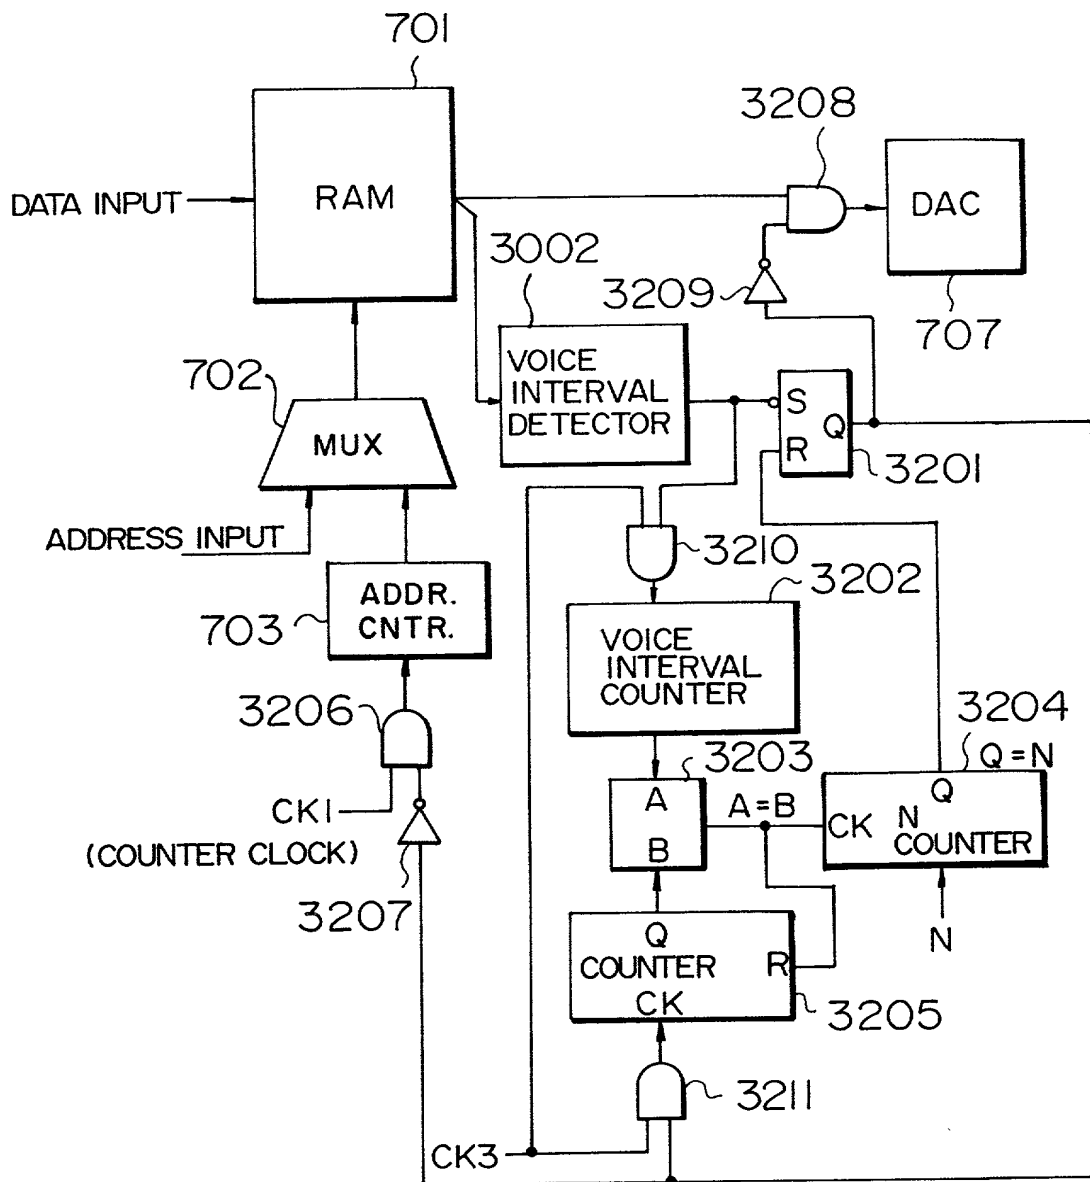 701
3208
DATA INPUT
RAM
DAC
3002
3209
707
702
VOICE
INTERVAL
DETECTOR
S
Q
R
3201
MUX
ADDRESS INPUT
3210
3202
703
ADDR.
CNTR.
VOICE
INTERVAL
COUNTER
3206
3204
3203
Q=N
A
A=B
Q
CK1
CK
N
COUNTER
B
(COUNTER CLOCK)
3207
N
Q
COUNTER
R
CK
3205
3211
CK3